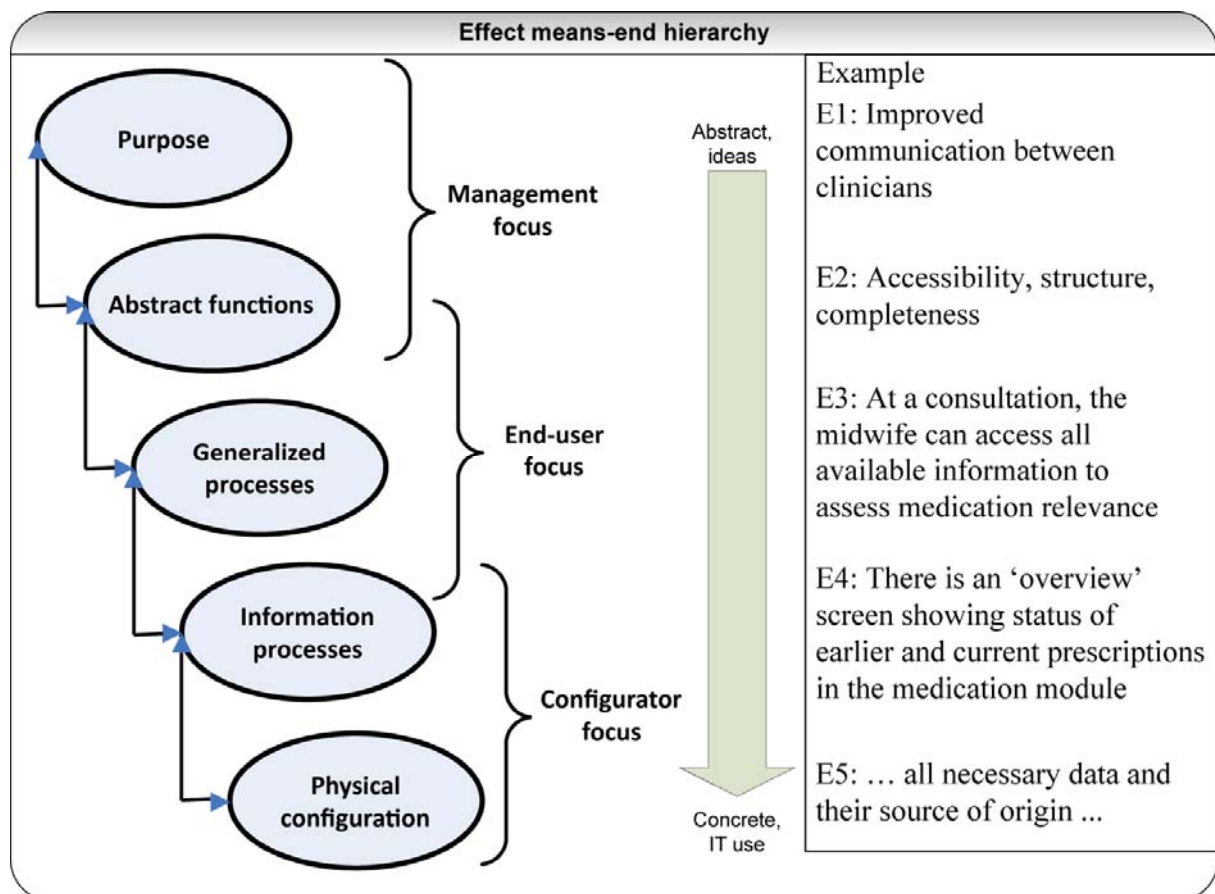 Effect means-end hierarchy
Purpose
Abstract functions
Generalized
processes
Information
processes
Physical
configuration
Management
focus
End-user
focus
Configurator
focus
Abstract,
ideas
Concrete,
IT use
Example
E1: Improved
communication between
clinicians
E2: Accessibility, structure,
completeness
E3: At a consultation, the
midwife can access all
available information to
assess medication relevance
E4: There is an ‘overview’
screen showing status of
earlier and current prescriptions
in the medication module
E5: … all necessary data and
their source of origin ...